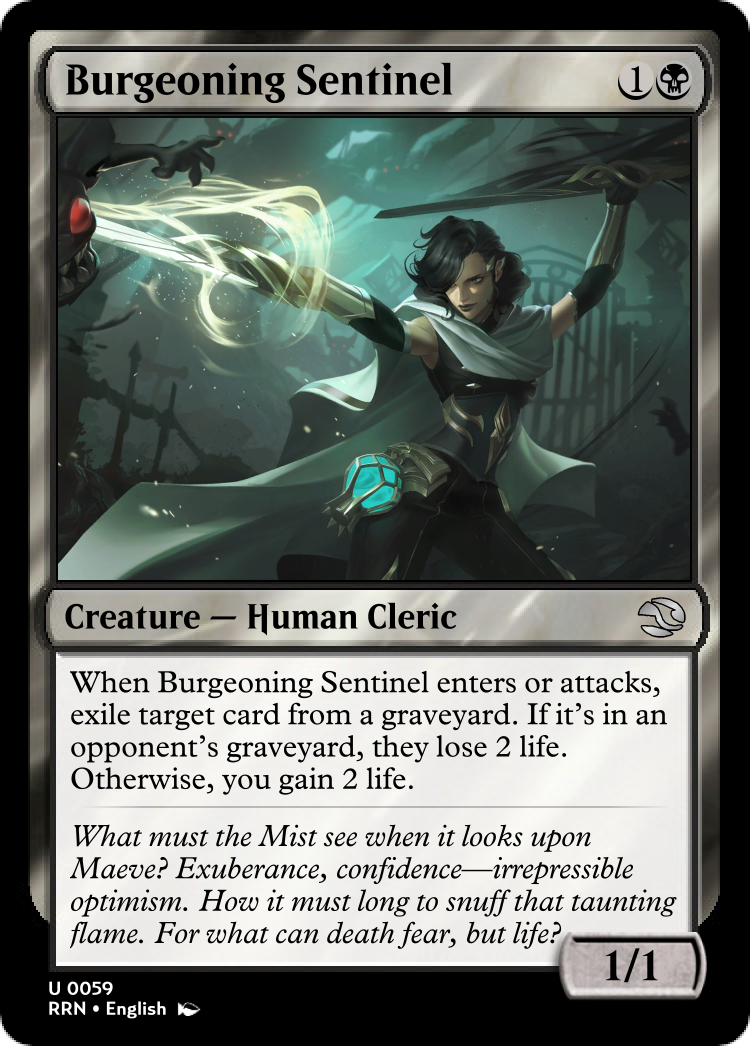 Burgeoning Sentinel 1
Creature — Human Cleric
When Burgeoning Sentinel enters or attacks,
exile target card from a graveyard. If it's in an
opponent's graveyard, they lose 2 life.
Otherwise, you gain 2 life.
What must the Mist see when it looks upon
Maeve? Exuberance, confidence—irrepressible
optimism. How it must long to snuff that taunting
flame. For what can death fear, but life?
1/1
U 0059
RRN • English